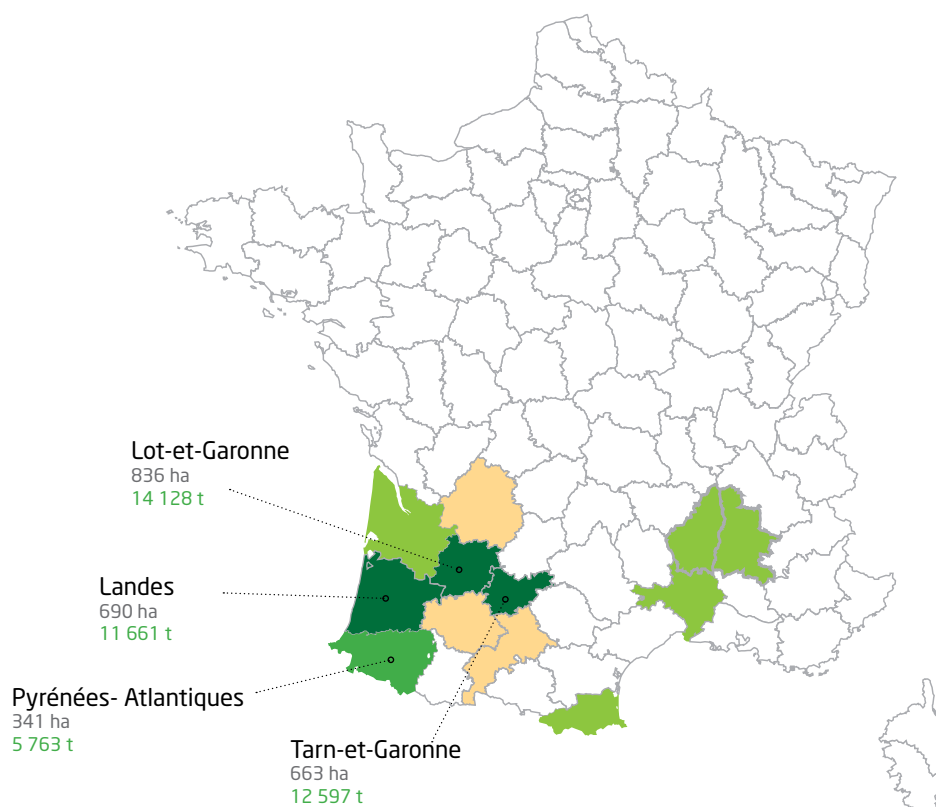 Lot-et-Garonne
836 ha
14 128 t
Landes
690 ha
11 661 t
Pyrénées- Atlantiques
341 ha
5 763 t
Tarn-et-Garonne
663 ha
12 597 t